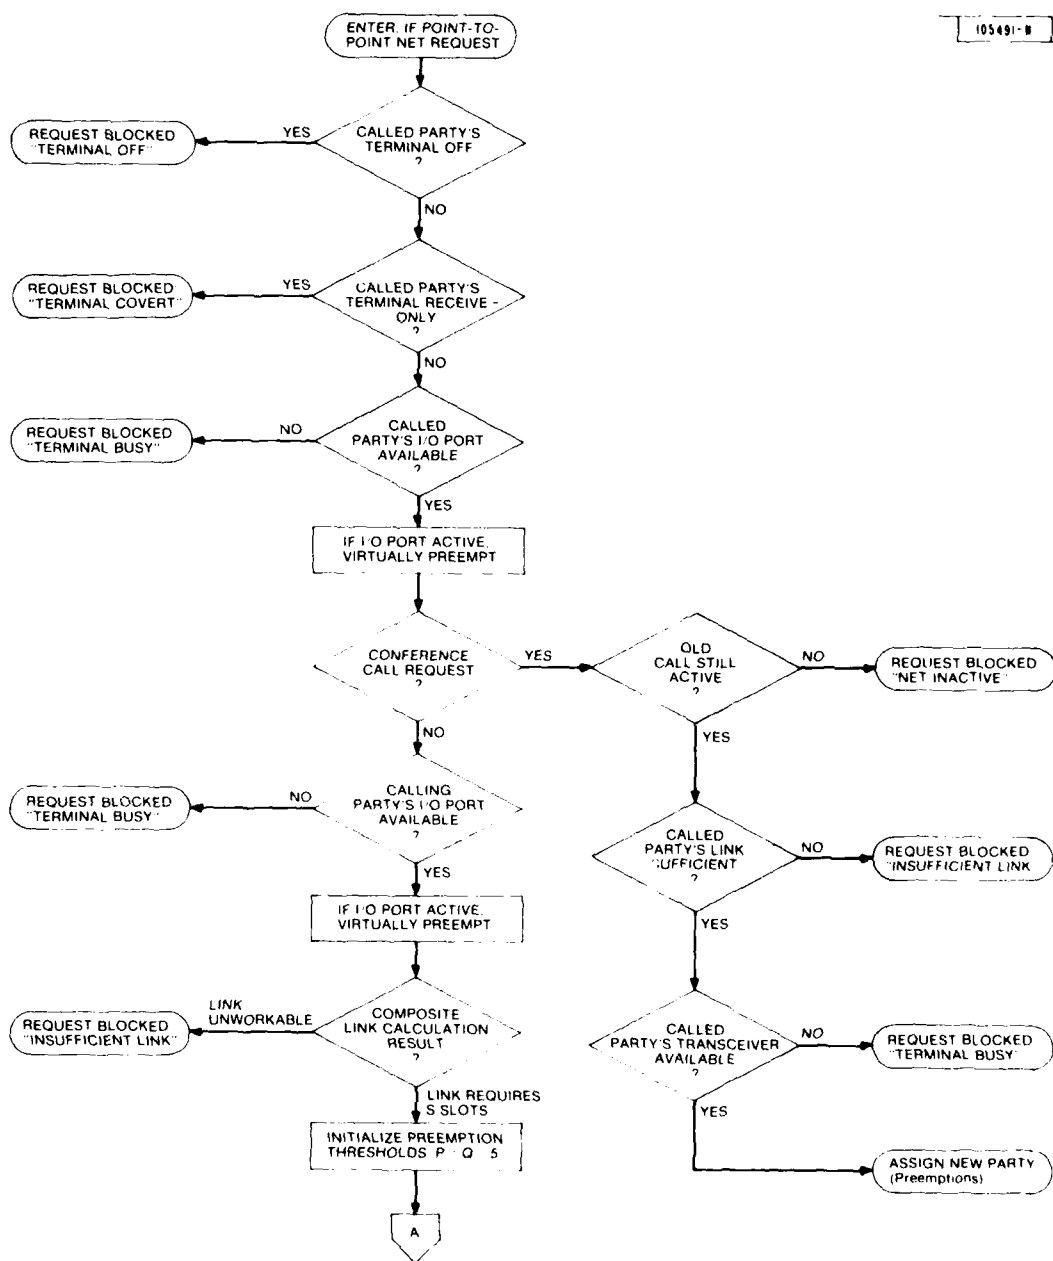 ENTER, IF POINT-TO-
POINT NET REQUEST
105491-N
CALLED PARTY'S
TERMINAL OFF
?
YES
REQUEST BLOCKED
"TERMINAL OFF"
NO
CALLED PARTY'S
TERMINAL RECEIVE-
ONLY
?
YES
REQUEST BLOCKED
"TERMINAL COVERT"
NO
CALLED
PARTY'S I/O PORT
AVAILABLE
?
NO
REQUEST BLOCKED
"TERMINAL BUSY"
YES
IF I/O PORT ACTIVE,
VIRTUALLY PREEMPT
CONFERENCE
CALL REQUEST
?
YES
OLD
CALL STILL
ACTIVE
?
NO
REQUEST BLOCKED
"NET INACTIVE"
NO
YES
CALLING
PARTY'S I/O PORT
AVAILABLE
?
NO
REQUEST BLOCKED
"TERMINAL BUSY"
CALLED
PARTY'S LINK
SUFFICIENT
?
NO
REQUEST BLOCKED
"INSUFFICIENT LINK
YES
IF I/O PORT ACTIVE,
VIRTUALLY PREEMPT
YES
COMPOSITE
LINK CALCULATION
RESULT
?
LINK
UNWORKABLE
REQUEST BLOCKED
"INSUFFICIENT LINK"
CALLED
PARTY'S TRANSCEIVER
AVAILABLE
?
NO
REQUEST BLOCKED
"TERMINAL BUSY"
LINK REQUIRES
S SLOTS
YES
INITIALIZE PREEMPTION
THRESHOLDS P Q 5
ASSIGN NEW PARTY
(Preemptions)
A